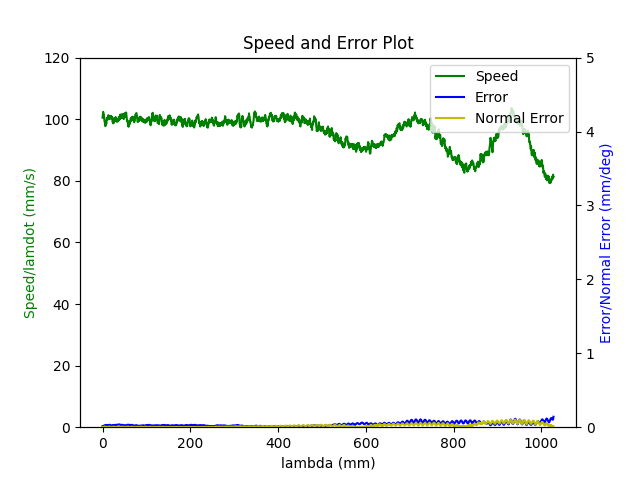 Speed and Error Plot
Speed
Error
Normal Error
Speed/lamdot (mm/s)
120
100
80
60
40
20
0
5
4
3
2
1
0
Error/Normal Error (mm/deg)
0
200
400
600
800
1000
lambda (mm)